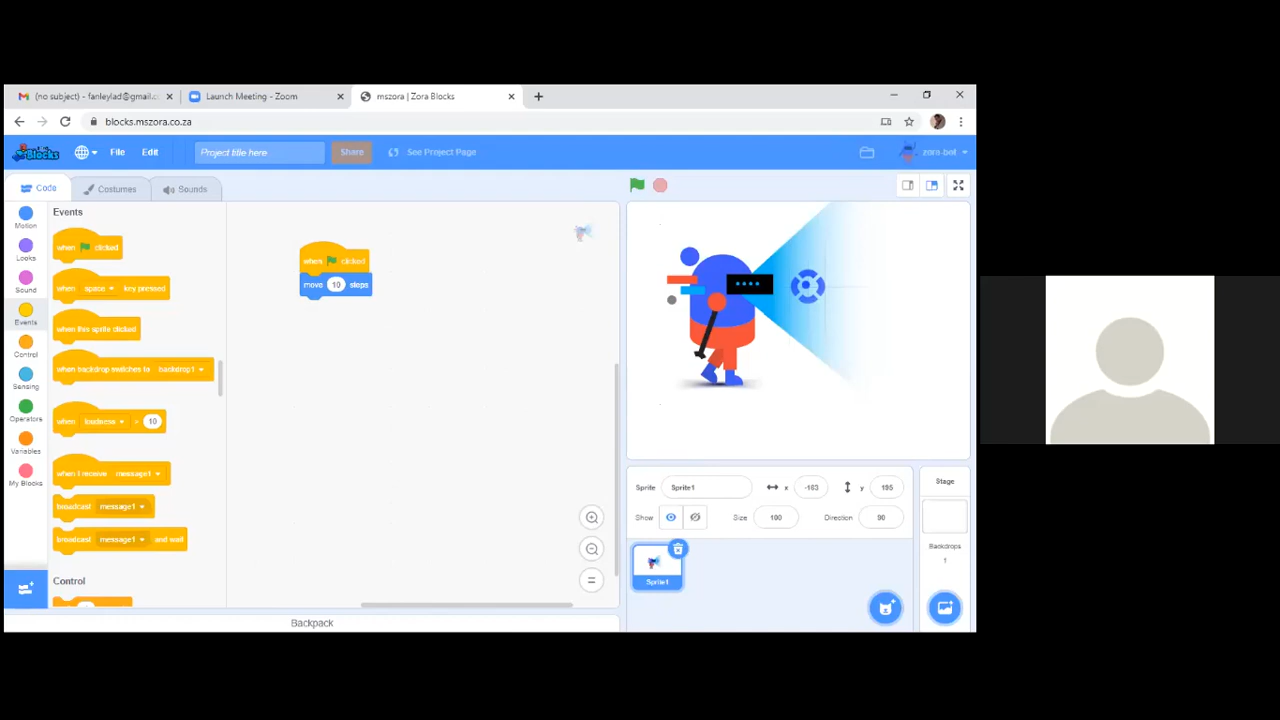 (no subject) - fanleylad@gmail.c
Launch Meeting - Zoom
mszora | Zora Blocks
blocks.mszora.co.za
Blocks
File
Edit
Project title here
Share
See Project Page
zora-bot
Code
Costumes
Sounds
Motion
Looks
Sound
Events
Control
Sensing
Operators
Variables
My Blocks
Events
when clicked
when space key pressed
when this sprite clicked
when backdrop switches to backdrop1
when loudness > 10
when I receive message1
broadcast message1
broadcast message1 and wait
Control
when clicked
move 10 steps
Backpack
Sprite
Sprite1
x
-163
y
195
Show
Size
100
Direction
90
Sprite1
Stage
Backdrops
1